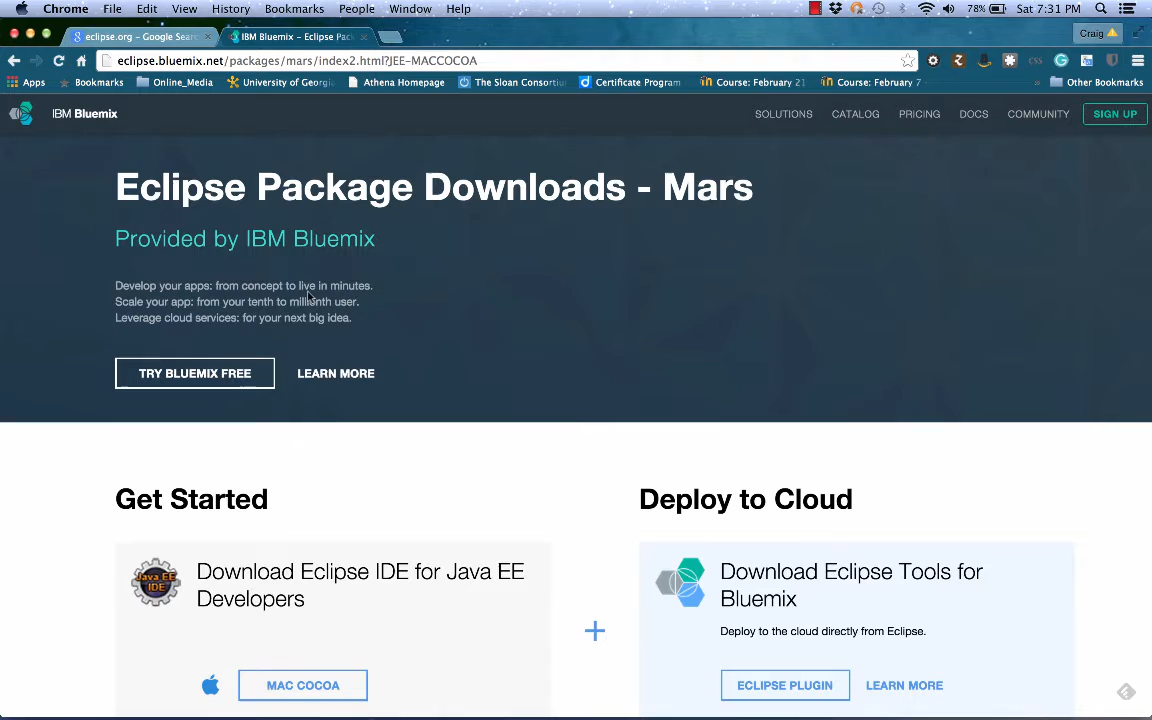 Chrome File Edit View History Bookmarks People Window Help 78% Sat 7:31 PM
eclipse.org - Google Sear IBM Bluemix - Eclipse Pac Craig
eclipse.bluemix.net/packages/mars/index2.html?JEE-MACCOCOA
Apps Bookmarks Online_Media University of Georgi The Sloan Consortiu Certificate Program Course: February 21 Course: February 7 » Other Bookmarks
IBM Bluemix SOLUTIONS CATALOG PRICING DOCS COMMUNITY SIGN UP
Eclipse Package Downloads - Mars
Provided by IBM Bluemix
Develop your apps: from concept to live in minutes.
Scale your app: from your tenth to millionth user.
Leverage cloud services: for your next big idea.
TRY BLUEMIX FREE LEARN MORE
Get Started
Java EE
IDE
Download Eclipse IDE for Java EE
Developers
MAC COCOA
+
Deploy to Cloud
Download Eclipse Tools for
Bluemix
Deploy to the cloud directly from Eclipse.
ECLIPSE PLUGIN LEARN MORE